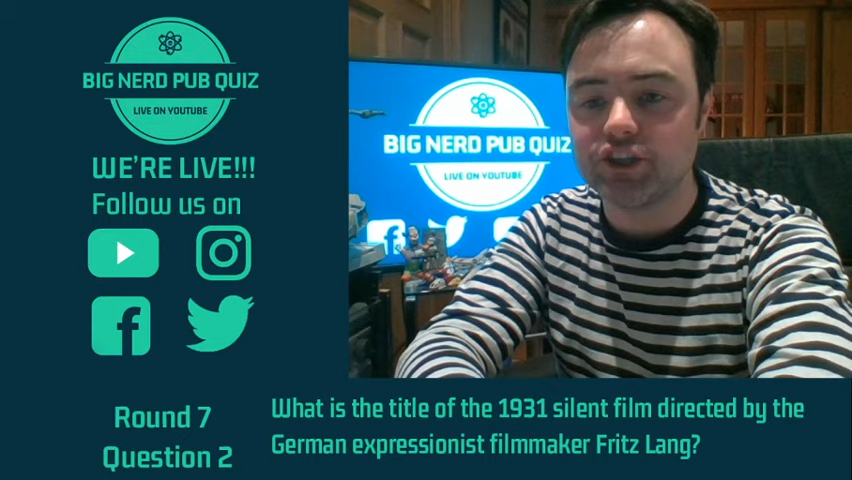 BIG NERD PUB QUIZ
LIVE ON YOUTUBE
WE'RE LIVE!!!
Follow us on
BIG NERD PUB QUIZ
LIVE ON YOUTUBE
Round 7
Question 2
What is the title of the 1931 silent film directed by the
German expressionist filmmaker Fritz Lang?